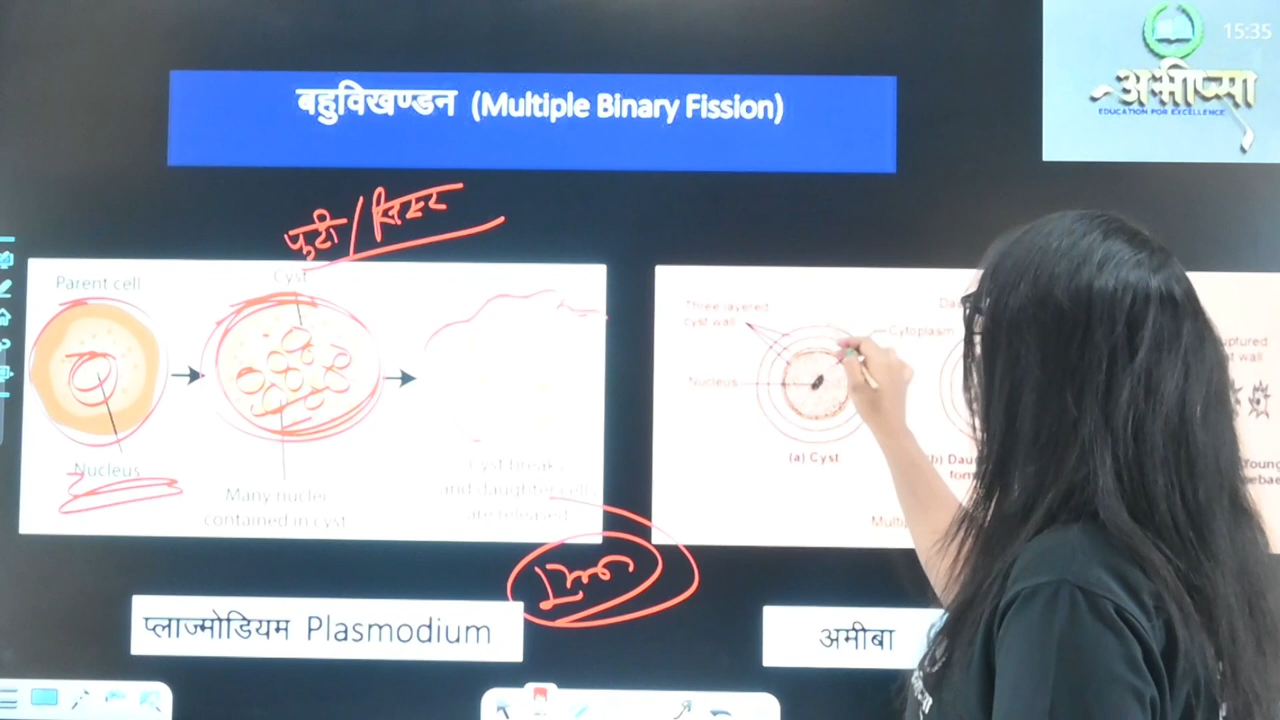 15:35
अभीप्सा
EDUCATION FOR EXCELLENCE
बहुविखण्डन (Multiple Binary Fission)
Parent cell
Cyst
Nucleus
Many nuclei
contained in cyst
Cyst breaks
and daughter cells
are released
Three layered
cyst wall
Cytoplasm
Nucleus
(a) Cyst
प्लाज्मोडियम Plasmodium
अमीबा